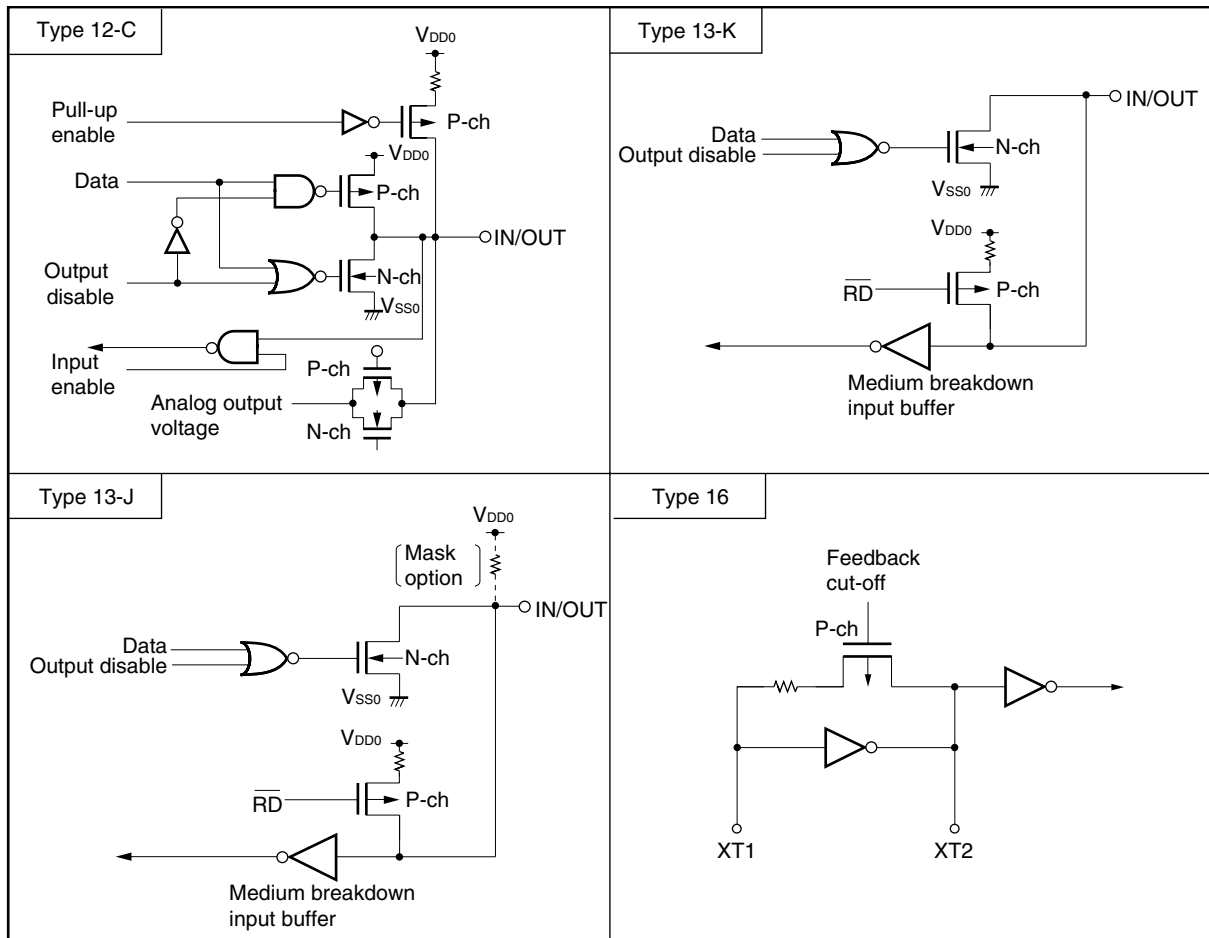 Type 12-C
VDD0
Pull-up
enable
P-ch
VDD0
Data
P-ch
IN/OUT
Output
disable
N-ch
VSS0
Input
enable
P-ch
Analog output
voltage
N-ch
Type 13-K
IN/OUT
Data
Output disable
N-ch
VSS0
VDD0
RD
P-ch
Medium breakdown
input buffer
Type 13-J
VDD0
Mask
option
IN/OUT
Data
Output disable
N-ch
VSS0
VDD0
RD
P-ch
Medium breakdown
input buffer
Type 16
Feedback
cut-off
P-ch
XT1
XT2